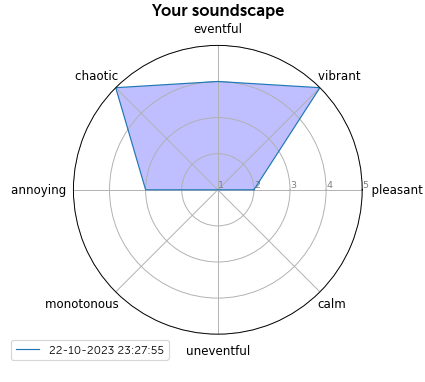 Your soundscape
eventful
chaotic
vibrant
annoying
1 2 3 4 5
pleasant
monotonous
calm
uneventful
22-10-2023 23:27:55